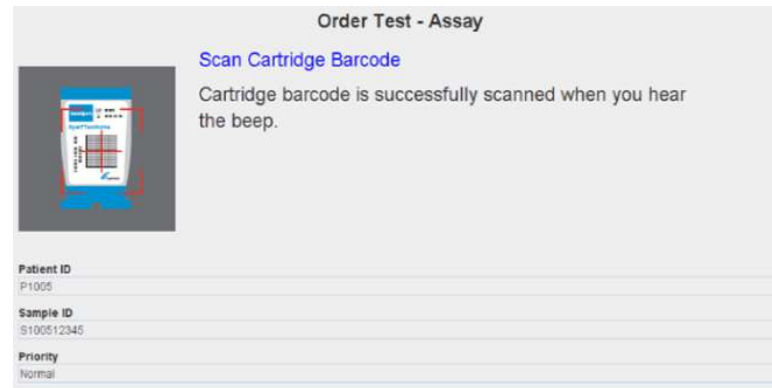 Order Test - Assay
Scan Cartridge Barcode
Cartridge barcode is successfully scanned when you hear
the beep.
Patient ID
P1005
Sample ID
S100512345
Priority
Normal